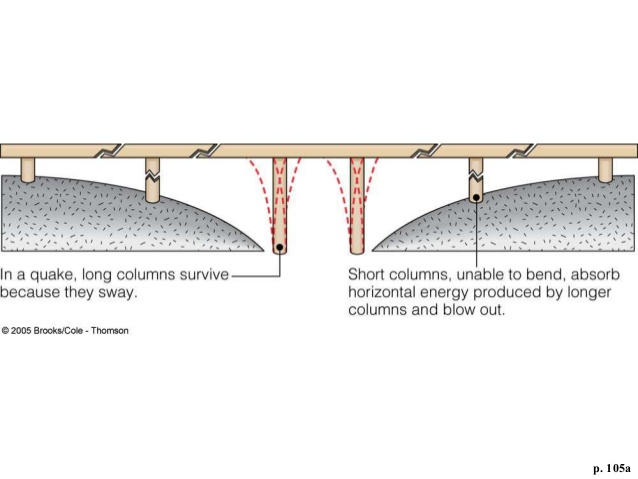 In a quake, long columns survive
because they sway.
Short columns, unable to bend, absorb
horizontal energy produced by longer
columns and blow out.
© 2005 Brooks/Cole - Thomson
p. 105a